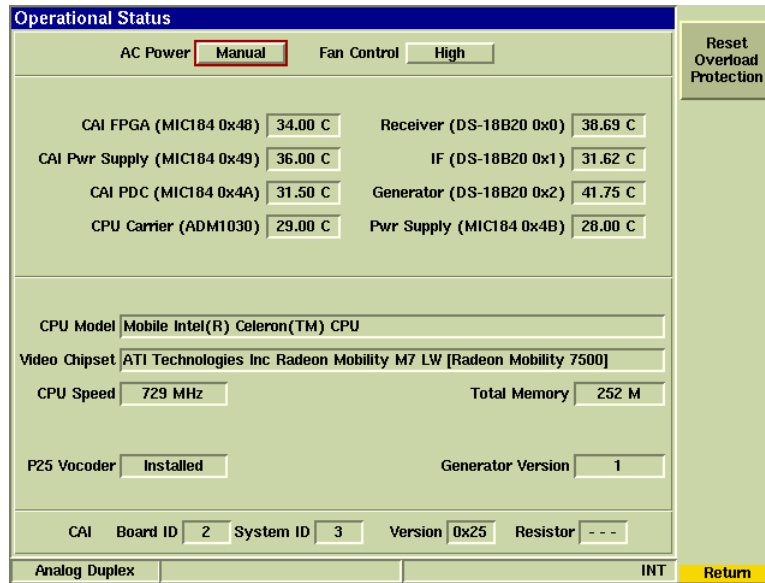 Operational Status
AC Power Manual Fan Control High
Reset
Overload
Protection
CAI FPGA (MIC184 0x48) 34.00 C Receiver (DS-18B20 0x0) 38.69 C
CAI Pwr Supply (MIC184 0x49) 36.00 C IF (DS-18B20 0x1) 31.62 C
CAI PDC (MIC184 0x4A) 31.50 C Generator (DS-18B20 0x2) 41.75 C
CPU Carrier (ADM1030) 29.00 C Pwr Supply (MIC184 0x4B) 28.00 C
CPU Model Mobile Intel(R) Celeron(TM) CPU
Video Chipset ATI Technologies Inc Radeon Mobility M7 LW [Radeon Mobility 7500]
CPU Speed 729 MHz Total Memory 252 M
P25 Vocoder Installed Generator Version 1
CAI Board ID 2 System ID 3 Version 0x25 Resistor - - -
Analog Duplex INT Return